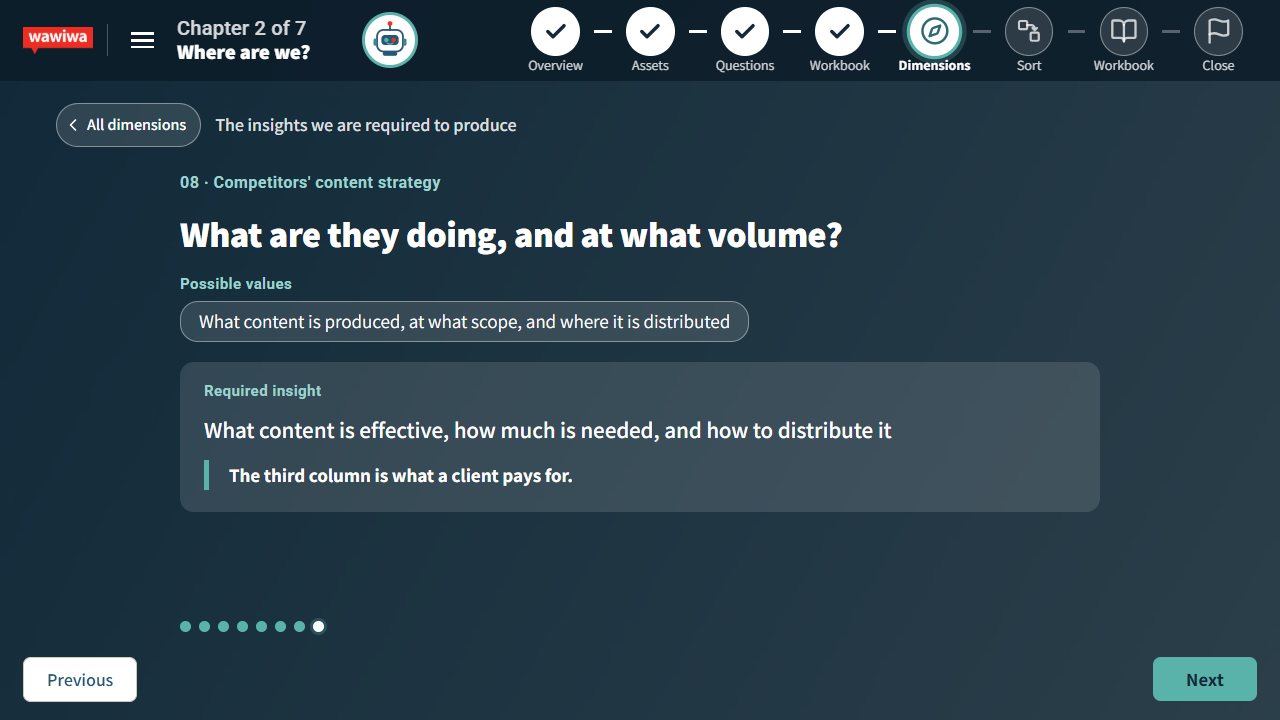 wawiwa
Chapter 2 of 7
Where are we?
Overview
Assets
Questions
Workbook
Dimensions
Sort
Workbook
Close
All dimensions
The insights we are required to produce
08 · Competitors' content strategy
What are they doing, and at what volume?
Possible values
What content is produced, at what scope, and where it is distributed
Required insight
What content is effective, how much is needed, and how to distribute it
The third column is what a client pays for.
Previous
Next